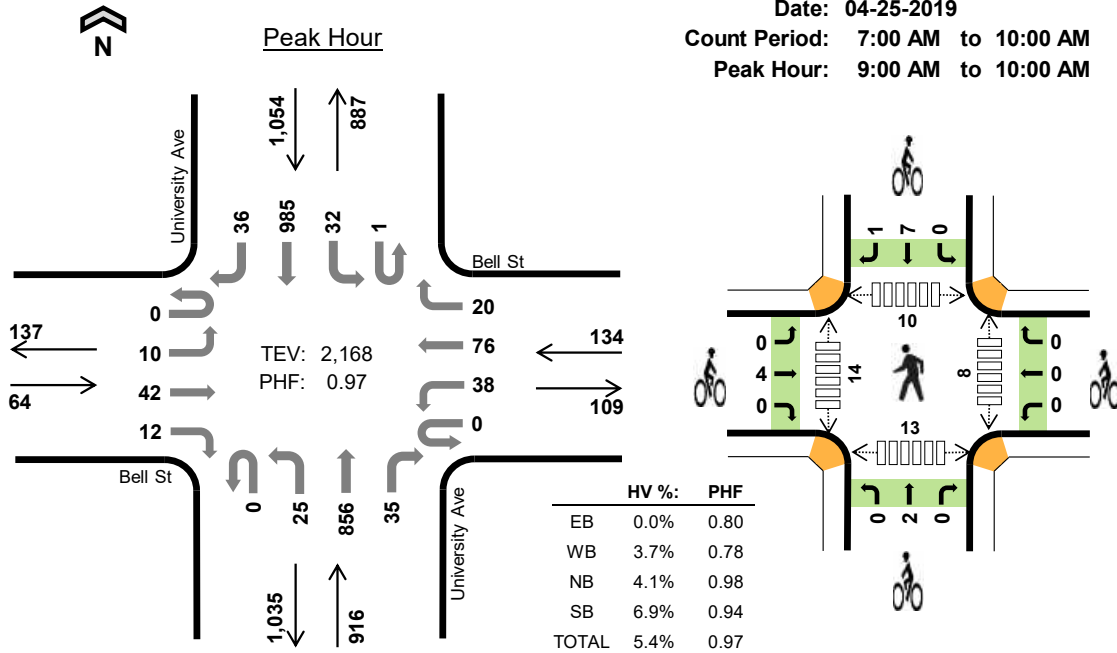 N
Peak Hour
Date: 04-25-2019
Count Period: 7:00 AM to 10:00 AM
Peak Hour: 9:00 AM to 10:00 AM
University Ave
1,054
887
36
985
32
1
Bell St
0
10
42
12
137
64
TEV: 2,168
PHF: 0.97
20
76
38
0
134
109
Bell St
0
25
856
35
University Ave
1,035
916
HV %: PHF
EB 0.0% 0.80
WB 3.7% 0.78
NB 4.1% 0.98
SB 6.9% 0.94
TOTAL 5.4% 0.97
1 7 0
10
0
4
0
14
8
0
0
0
13
0 2 0